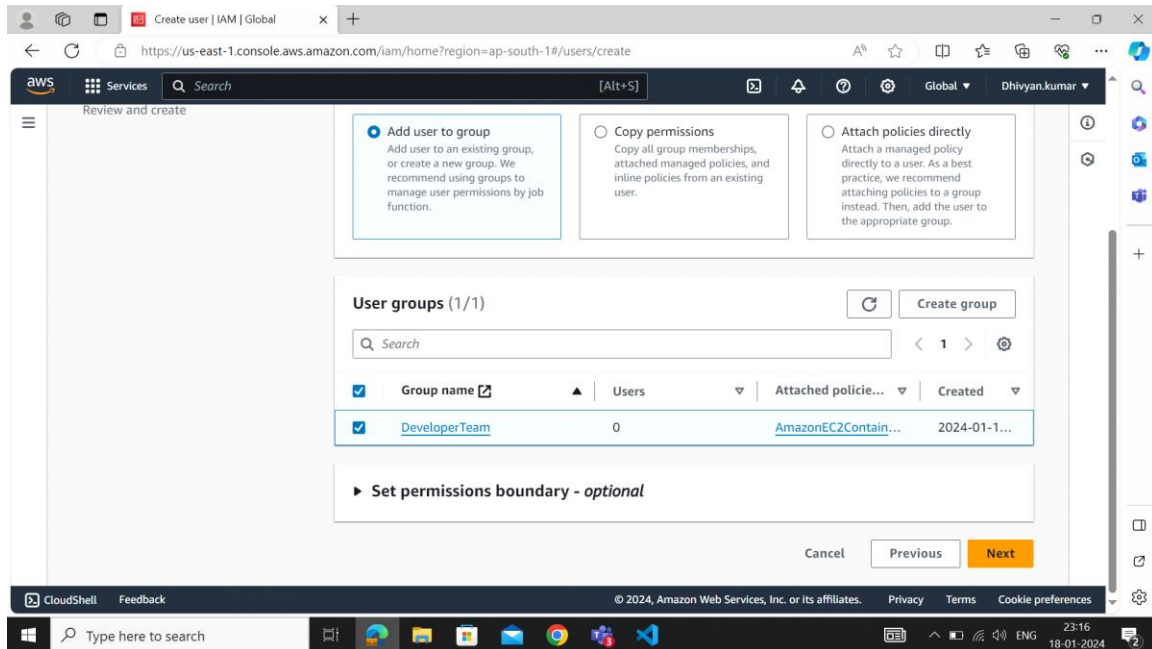 Create user | IAM | Global
https://us-east-1.console.aws.amazon.com/iam/home?region=ap-south-1#/users/create
aws
Services
Search
[Alt+S]
Global
Dhivyan.kumar
Review and create
Add user to group
Add user to an existing group,
or create a new group. We
recommend using groups to
manage user permissions by job
function.
Copy permissions
Copy all group memberships,
attached managed policies, and
inline policies from an existing
user.
Attach policies directly
Attach a managed policy
directly to a user. As a best
practice, we recommend
attaching policies to a group
instead. Then, add the user to
the appropriate group.
User groups (1/1)
Create group
Search
1
Group name
Users
Attached policie...
Created
DeveloperTeam
0
AmazonEC2Contain...
2024-01-1...
Set permissions boundary - optional
Cancel
Previous
Next
CloudShell
Feedback
© 2024, Amazon Web Services, Inc. or its affiliates.
Privacy
Terms
Cookie preferences
Type here to search
ENG
23:16
18-01-2024
2